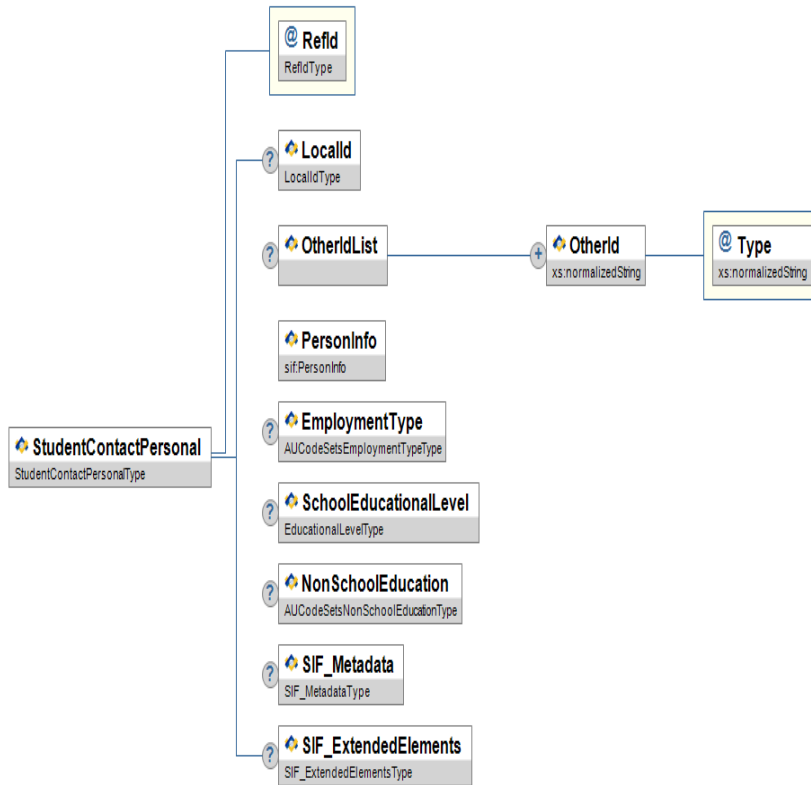 @ RefId
RefIdType
? LocalId
LocalIdType
? OtherIdList
+ OtherId
xs:normalizedString
@ Type
xs:normalizedString
PersonInfo
sif:PersonInfo
StudentContactPersonal
StudentContactPersonalType
? EmploymentType
AUCodeSetsEmploymentTypeType
? SchoolEducationalLevel
EducationalLevelType
? NonSchoolEducation
AUCodeSetsNonSchoolEducationType
? SIF_Metadata
SIF_MetadataType
? SIF_ExtendedElements
SIF_ExtendedElementsType